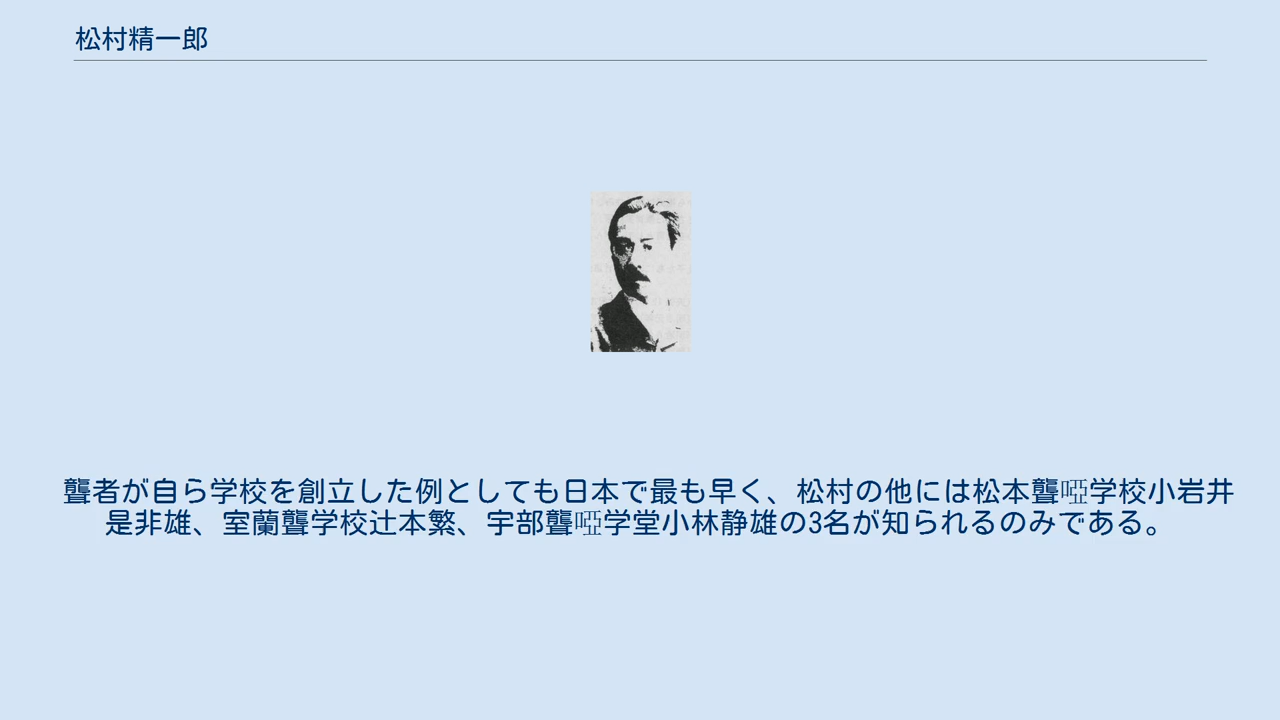 松村精一郎
聾者が自ら学校を創立した例としても日本で最も早く、松村の他には松本聾啞学校小岩井
是非雄、室蘭聾学校辻本繁、宇部聾啞学堂小林静雄の3名が知られるのみである。